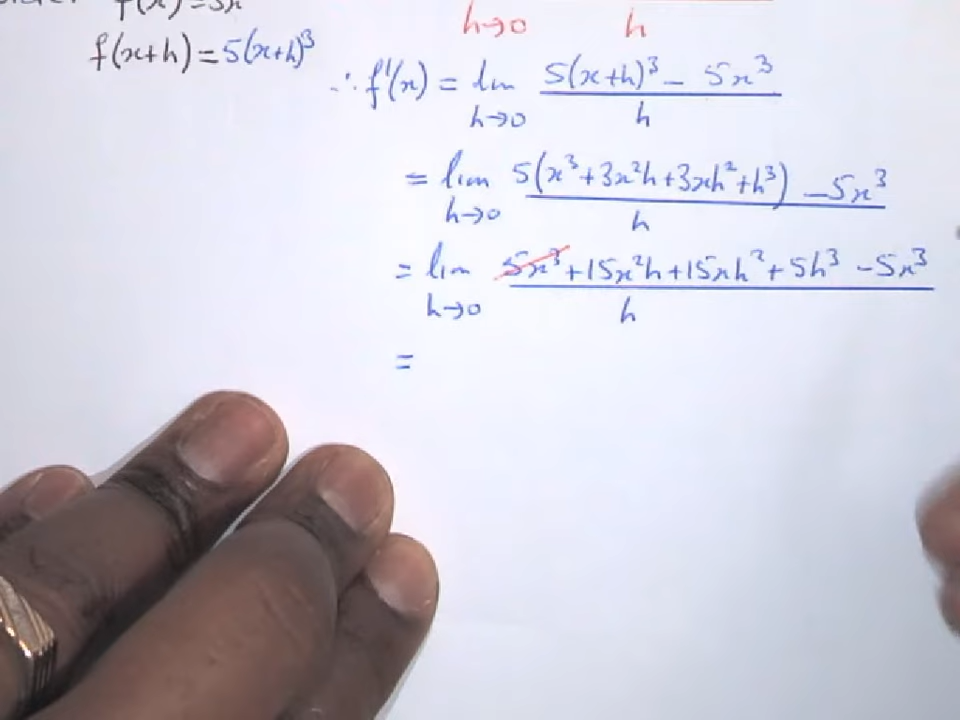 h→0 h
f(x+h)=5(x+h)³
∴ f'(x) = lim h→0 5(x+h)³ - 5x³ / h
= lim h→0 5(x³+3x²h+3xh²+h³) - 5x³ / h
= lim h→0 5x³+15x²h+15xh²+5h³ - 5x³ / h
=